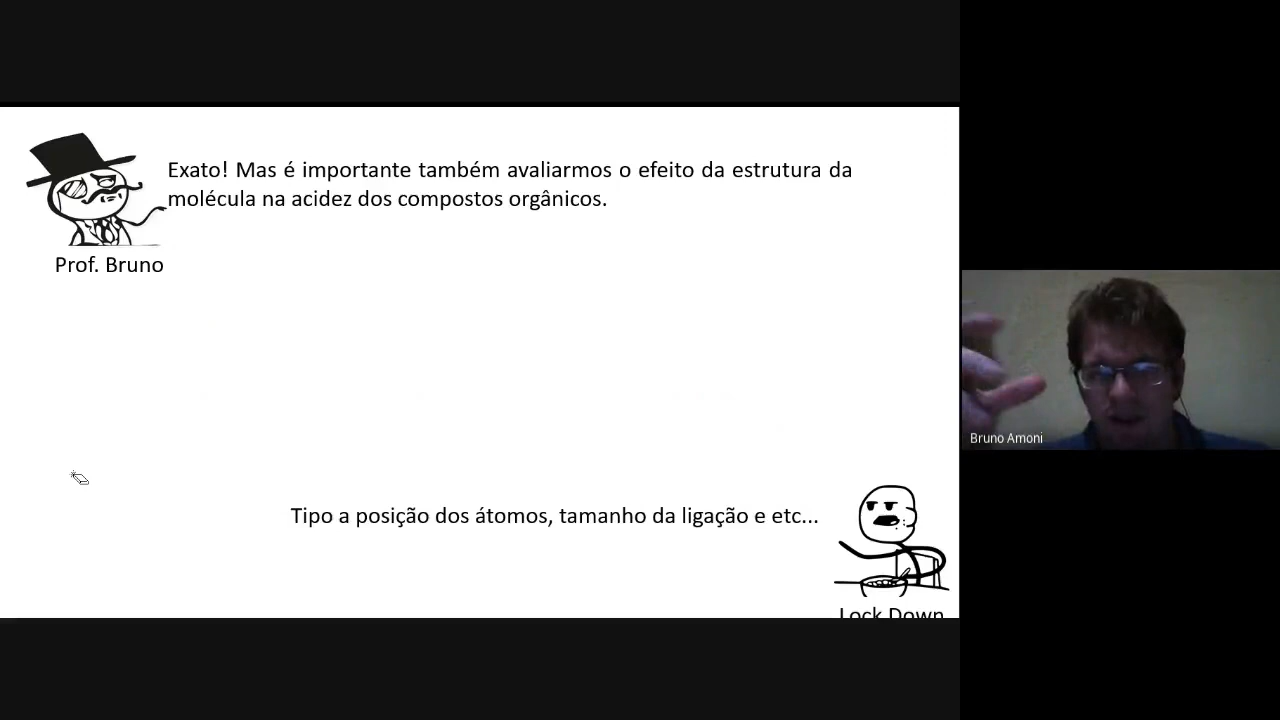 Exato! Mas é importante também avaliarmos o efeito da estrutura da
molécula na acidez dos compostos orgânicos.
Prof. Bruno
Bruno Amoni
Tipo a posição dos átomos, tamanho da ligação e etc...
Lock Down